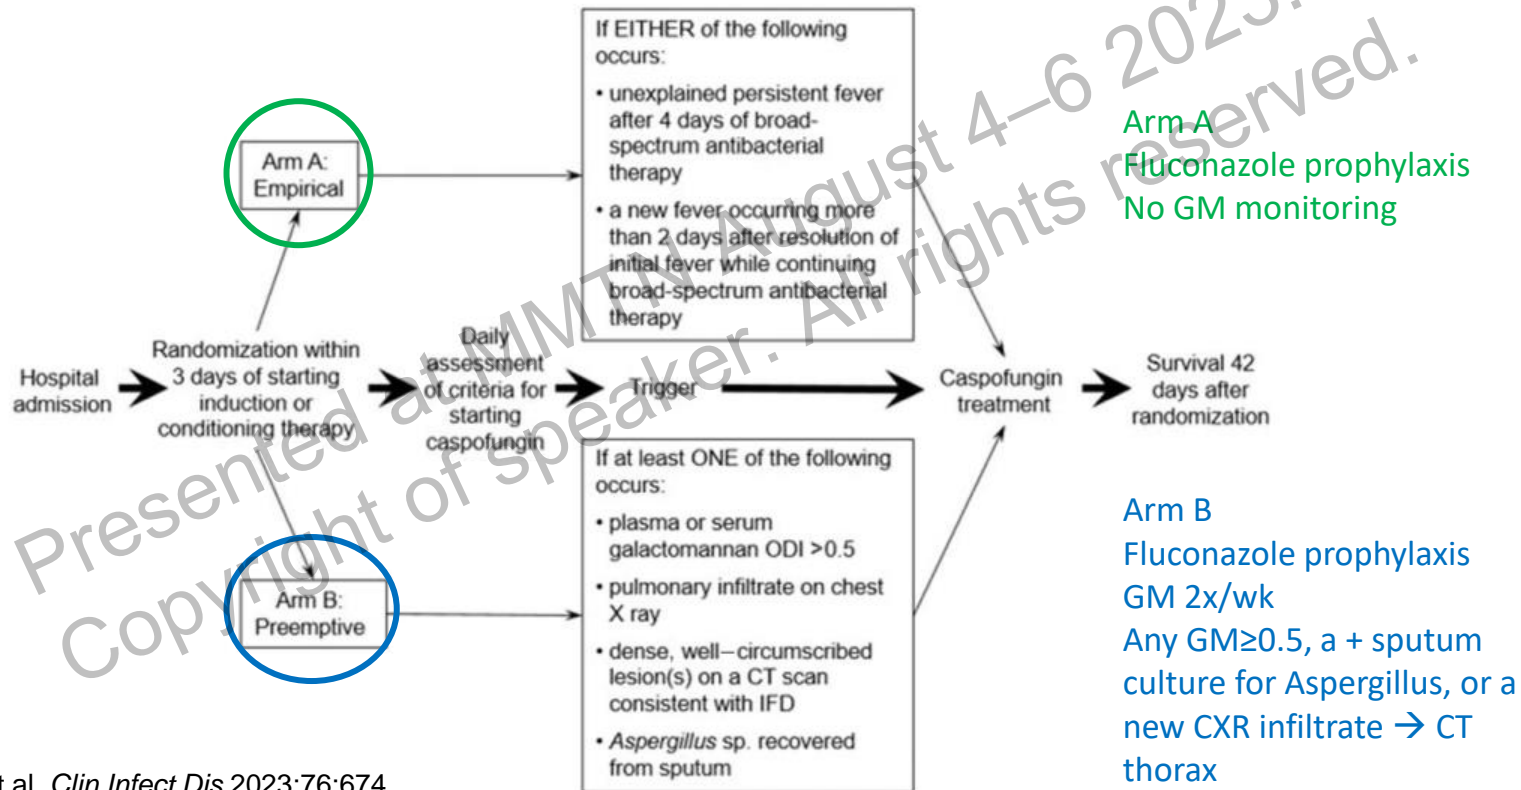 If EITHER of the following
occurs:
• unexplained persistent fever
after 4 days of broad-
spectrum antibacterial
therapy
• a new fever occurring more
than 2 days after resolution of
initial fever while continuing
broad-spectrum antibacterial
therapy
Arm A:
Empirical
Arm A
Fluconazole prophylaxis
No GM monitoring
Hospital
admission
Randomization within
3 days of starting
induction or
conditioning therapy
Daily
assessment
of criteria for
starting
caspofungin
Trigger
Caspofungin
treatment
Survival 42
days after
randomization
If at least ONE of the following
occurs:
• plasma or serum
galactomannan ODI >0.5
• pulmonary infiltrate on chest
X ray
• dense, well–circumscribed
lesion(s) on a CT scan
consistent with IFD
• Aspergillus sp. recovered
from sputum
Arm B:
Preemptive
Arm B
Fluconazole prophylaxis
GM 2x/wk
Any GM≥0.5, a + sputum
culture for Aspergillus, or a
new CXR infiltrate → CT
thorax
et al. Clin Infect Dis 2023;76:674
Presented at MMTN August 4–6 2023.
Copyright of speaker. All rights reserved.